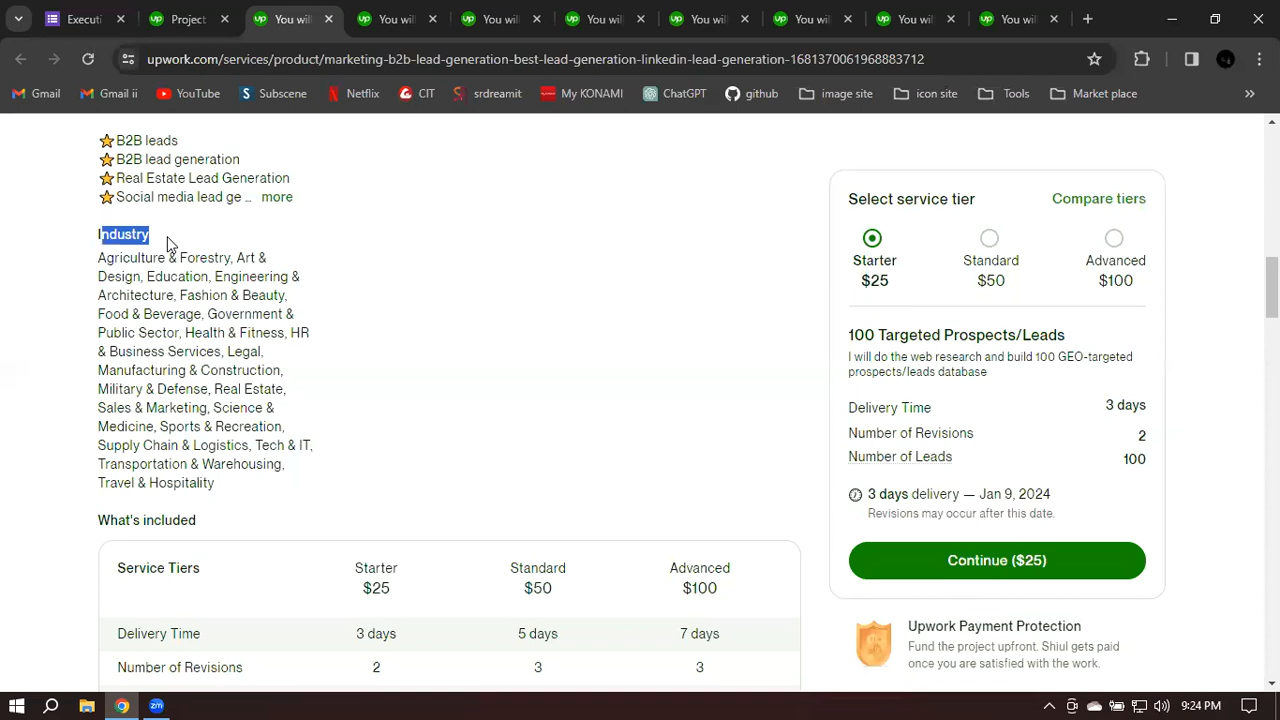 Executi
Project
You wil
You wil
You wil
You wil
You wil
You wil
You wil
You wil
upwork.com/services/product/marketing-b2b-lead-generation-best-lead-generation-linkedin-lead-generation-1681370061968883712
Gmail
Gmail ii
YouTube
Subscene
Netflix
CIT
srdreamit
My KONAMI
ChatGPT
github
image site
icon site
Tools
Market place
⭐B2B leads
⭐B2B lead generation
⭐Real Estate Lead Generation
⭐Social media lead ge … more
Industry
Agriculture & Forestry, Art &
Design, Education, Engineering &
Architecture, Fashion & Beauty,
Food & Beverage, Government &
Public Sector, Health & Fitness, HR
& Business Services, Legal,
Manufacturing & Construction,
Military & Defense, Real Estate,
Sales & Marketing, Science &
Medicine, Sports & Recreation,
Supply Chain & Logistics, Tech & IT,
Transportation & Warehousing,
Travel & Hospitality
What's included
Service Tiers Starter $25 Standard $50 Advanced $100
Delivery Time 3 days 5 days 7 days
Number of Revisions 2 3 3
Select service tier Compare tiers
Starter Standard Advanced
$25 $50 $100
100 Targeted Prospects/Leads
I will do the web research and build 100 GEO-targeted
prospects/leads database
Delivery Time 3 days
Number of Revisions 2
Number of Leads 100
3 days delivery — Jan 9, 2024
Revisions may occur after this date.
Continue ($25)
Upwork Payment Protection
Fund the project upfront. Shiul gets paid
once you are satisfied with the work.
9:24 PM